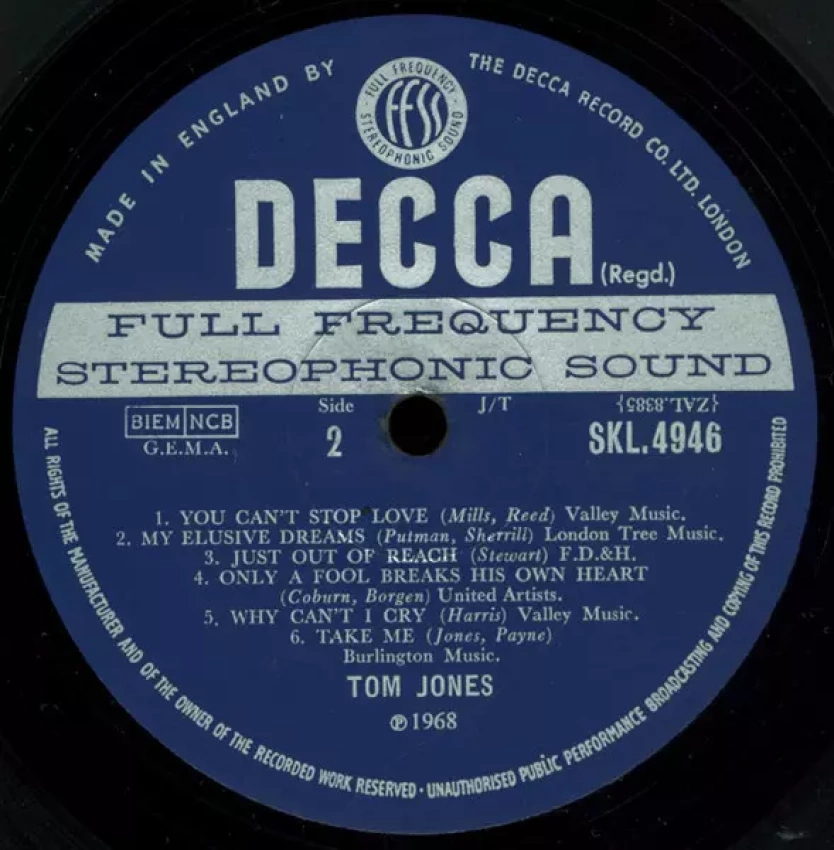 MADE IN ENGLAND BY
THE DECCA RECORD CO. LTD. LONDON
FULL FREQUENCY
FFSS
STEREOPHONIC SOUND
DECCA
(Regd.)
FULL FREQUENCY
STEREOPHONIC SOUND
BIEM NCB
G.E.M.A.
Side
2
J/T
{ZAL.8385}
SKL.4946
1. YOU CAN'T STOP LOVE (Mills, Reed) Valley Music.
2. MY ELUSIVE DREAMS (Putman, Sherrill) London Tree Music.
3. JUST OUT OF REACH (Stewart) F.D.&H.
4. ONLY A FOOL BREAKS HIS OWN HEART
(Coburn, Borgen) United Artists.
5. WHY CAN'T I CRY (Harris) Valley Music.
6. TAKE ME (Jones, Payne)
Burlington Music.
TOM JONES
℗ 1968
ALL RIGHTS OF THE MANUFACTURER AND OF THE OWNER OF THE RECORDED WORK RESERVED · UNAUTHORISED PUBLIC PERFORMANCE BROADCASTING AND COPYING OF THIS RECORD PROHIBITED